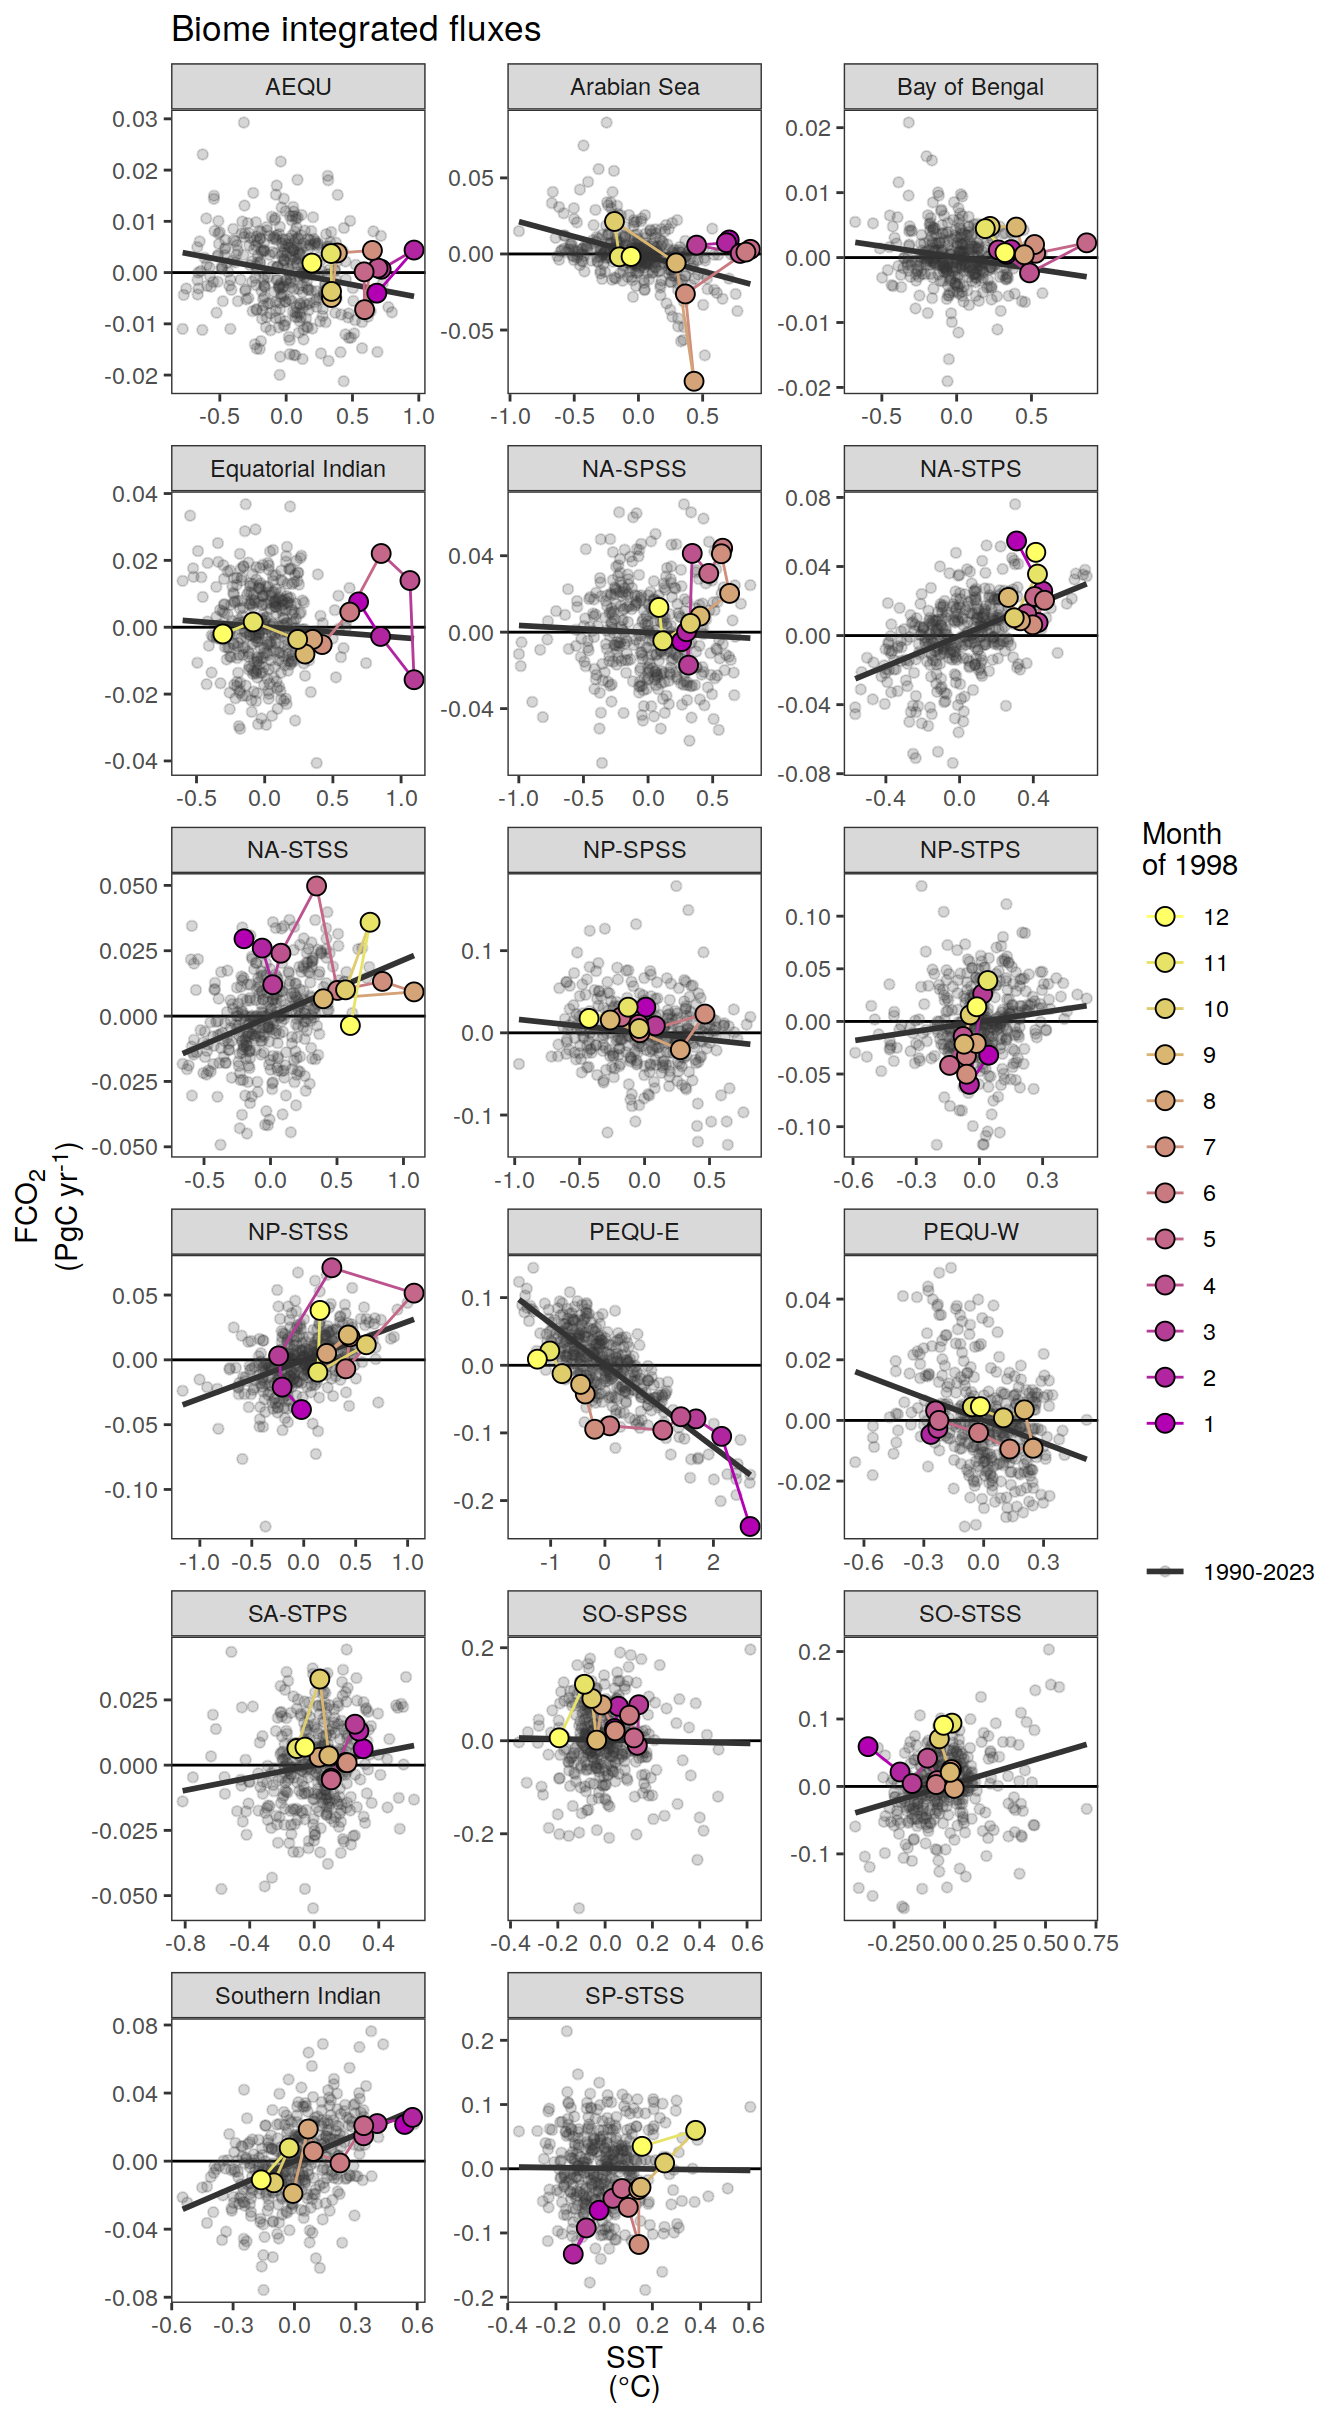 Biome integrated fluxes
AEQU
Arabian Sea
Bay of Bengal
0.03
0.02
0.01
0.00
-0.01
-0.02
0.05
0.00
-0.05
0.02
0.01
0.00
-0.01
-0.02
-0.5 0.0 0.5 1.0
-1.0 -0.5 0.0 0.5
-0.5 0.0 0.5
Equatorial Indian
NA-SPSS
NA-STPS
0.04
0.02
0.00
-0.02
-0.04
0.04
0.00
-0.04
0.08
0.04
0.00
-0.04
-0.08
-0.5 0.0 0.5 1.0
-1.0 -0.5 0.0 0.5
-0.4 0.0 0.4
NA-STSS
NP-SPSS
NP-STPS
0.050
0.025
0.000
-0.025
-0.050
0.1
0.0
-0.1
0.10
0.05
0.00
-0.05
-0.10
-0.5 0.0 0.5 1.0
-1.0 -0.5 0.0 0.5
-0.6 -0.3 0.0 0.3
NP-STSS
PEQU-E
PEQU-W
0.05
0.00
-0.05
-0.10
0.1
0.0
-0.1
-0.2
0.04
0.02
0.00
-0.02
-1.0 -0.5 0.0 0.5 1.0
-1 0 1 2
-0.6 -0.3 0.0 0.3
SA-STPS
SO-SPSS
SO-STSS
0.025
0.000
-0.025
-0.050
0.2
0.0
-0.2
0.2
0.1
0.0
-0.1
-0.8 -0.4 0.0 0.4
-0.4 -0.2 0.0 0.2 0.4 0.6
-0.25 0.00 0.25 0.50 0.75
Southern Indian
SP-STSS
0.08
0.04
0.00
-0.04
-0.08
0.2
0.1
0.0
-0.1
-0.2
-0.6 -0.3 0.0 0.3 0.6
-0.4 -0.2 0.0 0.2 0.4 0.6
SST
(°C)
FCO₂
(PgC yr⁻¹)
Month
of 1998
12
11
10
9
8
7
6
5
4
3
2
1
1990-2023